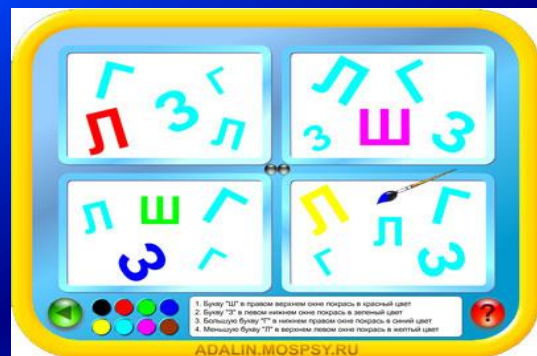 Г Г З Л Л
Л Г З Ш З
Л Ш Г З Г
Л Г Л Г З
1. Букву "Ш" в правом верхнем окне покрась в красный цвет
2. Букву "З" в левом нижнем окне покрась в зеленый цвет
3. Большую букву "Г" в нижнем правом окне покрась в синий цвет
4. Меньшую букву "Л" в верхнем левом окне покрась в желтый цвет
?
ADALIN.MOSPSY.RU